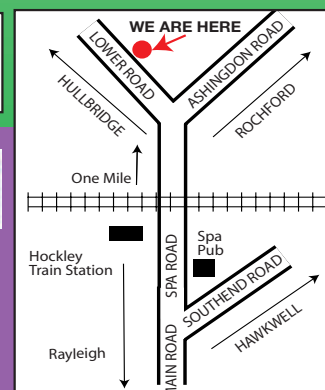 WE ARE HERE
LOWER ROAD
ASHINGDON ROAD
HULLBRIDGE
ROCHFORD
One Mile
Hockley
Train Station
Spa
Pub
SPA ROAD
SOUTHEND ROAD
HAWKWELL
Rayleigh
MAIN ROAD